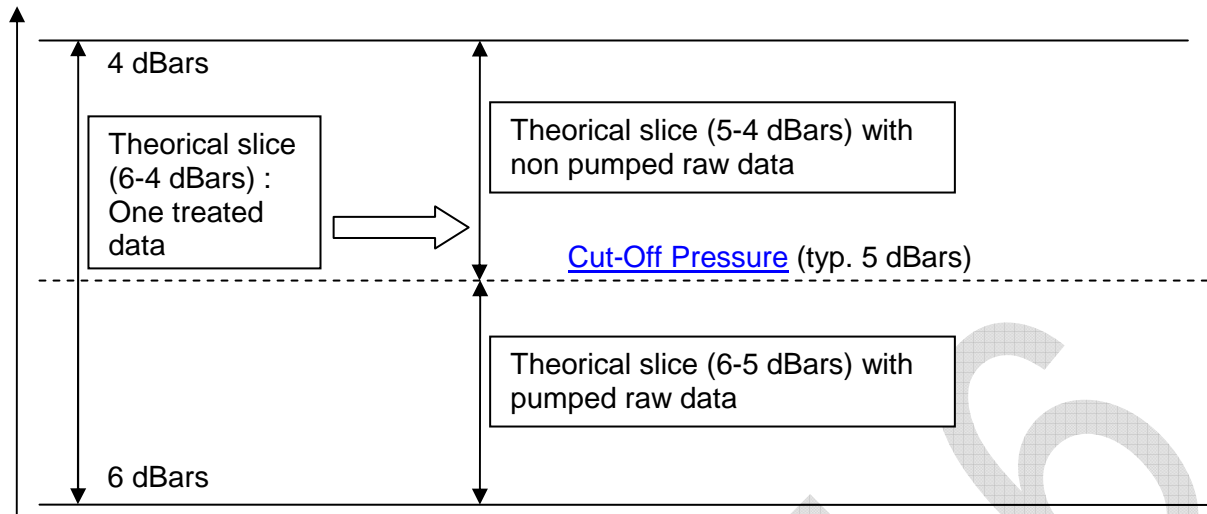 4 dBars
Theorical slice
(6-4 dBars) :
One treated
data
Theorical slice (5-4 dBars) with
non pumped raw data
Cut-Off Pressure (typ. 5 dBars)
Theorical slice (6-5 dBars) with
pumped raw data
6 dBars